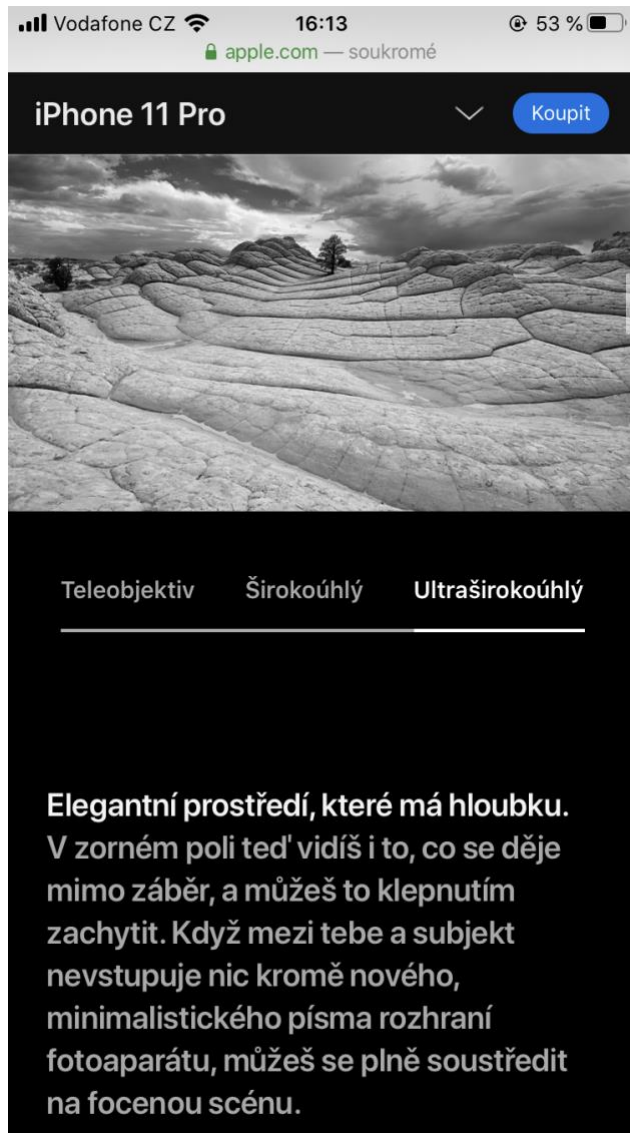 Vodafone CZ 16:13 53 %
apple.com — soukromé
iPhone 11 Pro Koupit
Teleobjektiv Širokoúhlý Ultraširokoúhlý
Elegantní prostředí, které má hloubku.
V zorném poli teď vidíš i to, co se děje
mimo záběr, a můžeš to klepnutím
zachytit. Když mezi tebe a subjekt
nevstupuje nic kromě nového,
minimalistického písma rozhraní
fotoaparátu, můžeš se plně soustředit
na focenou scénu.